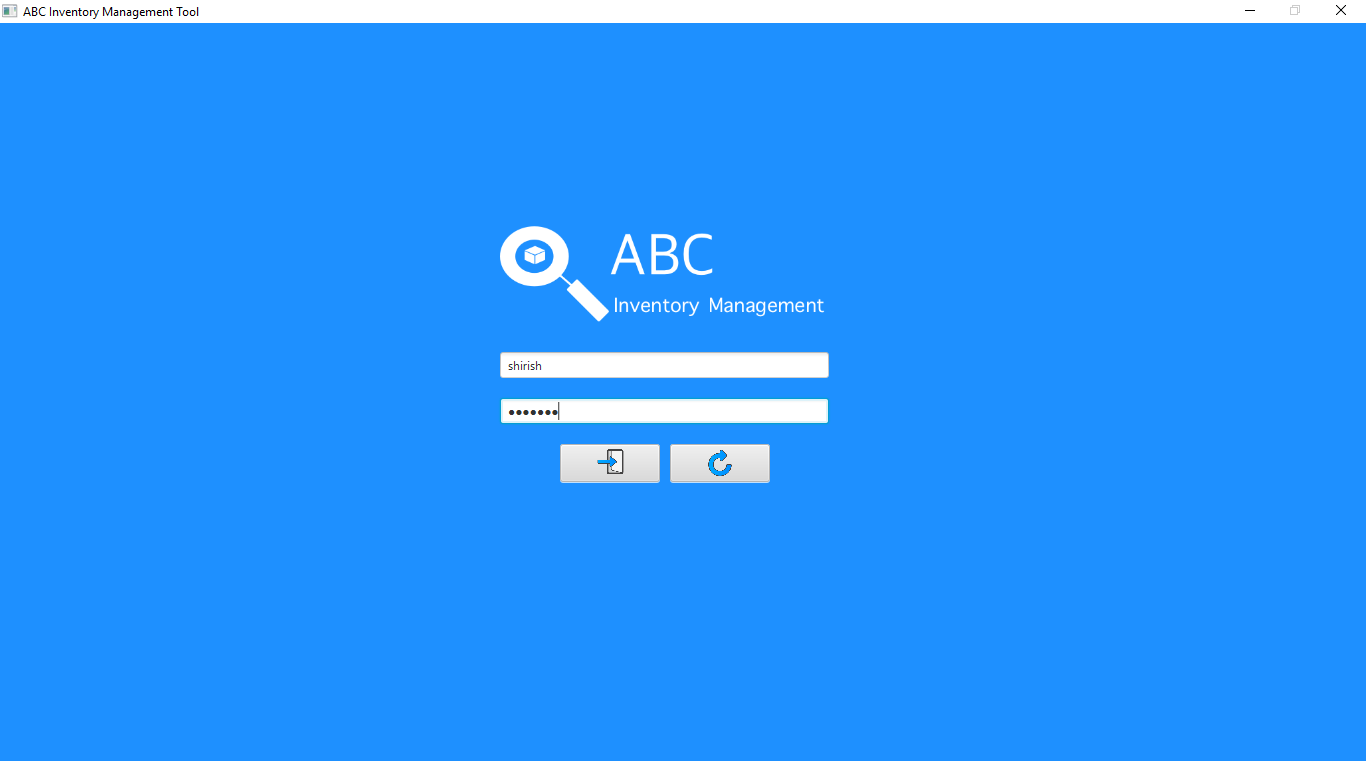 ABC Inventory Management Tool
ABC
Inventory Management
shirish
•••••••